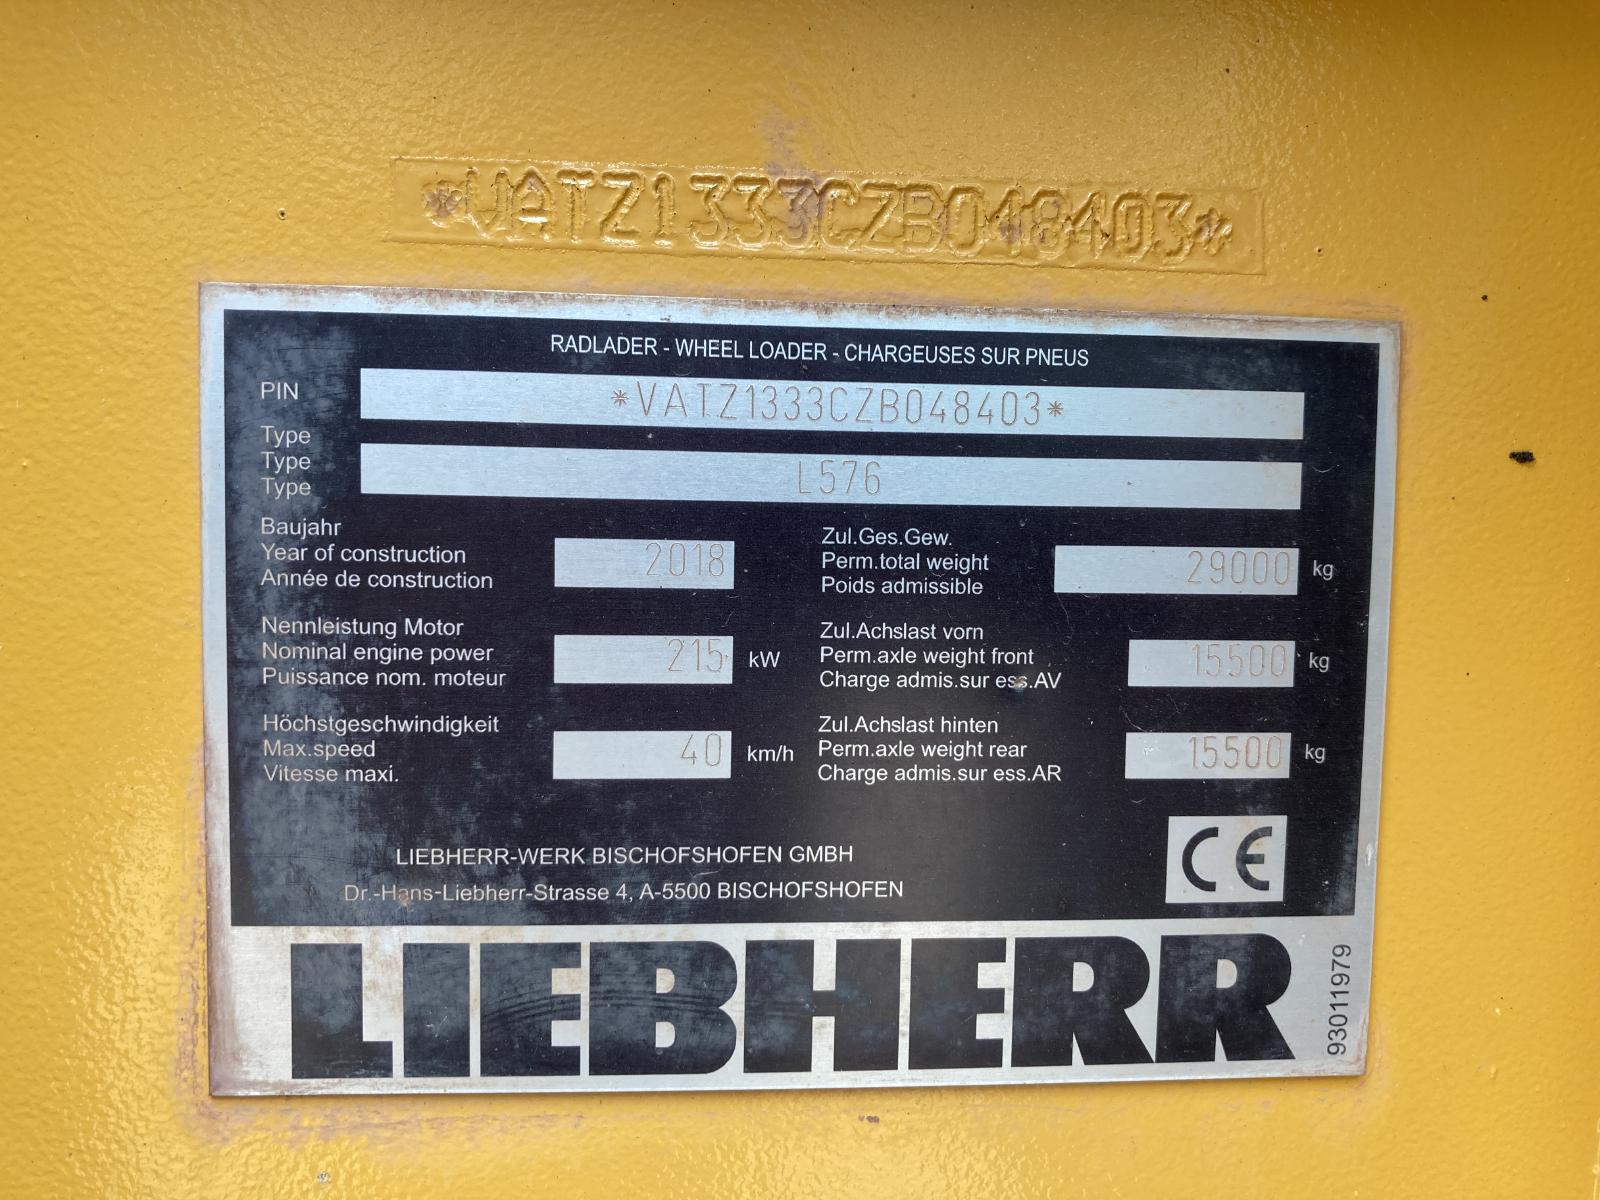 *VATZ1333CZB048403*
RADLADER - WHEEL LOADER - CHARGEUSES SUR PNEUS
PIN *VATZ1333CZB048403*
Type
Type L576
Type
Baujahr
Year of construction 2018
Année de construction
Zul.Ges.Gew.
Perm.total weight 29000 kg
Poids admissible
Nennleistung Motor
Nominal engine power 215 kW
Puissance nom. moteur
Zul.Achslast vorn
Perm.axle weight front 15500 kg
Charge admis.sur ess.AV
Höchstgeschwindigkeit
Max.speed 40 km/h
Vitesse maxi.
Zul.Achslast hinten
Perm.axle weight rear 15500 kg
Charge admis.sur ess.AR
LIEBHERR-WERK BISCHOFSHOFEN GMBH
Dr.-Hans-Liebherr-Strasse 4, A-5500 BISCHOFSHOFEN
CE
LIEBHERR
93011979